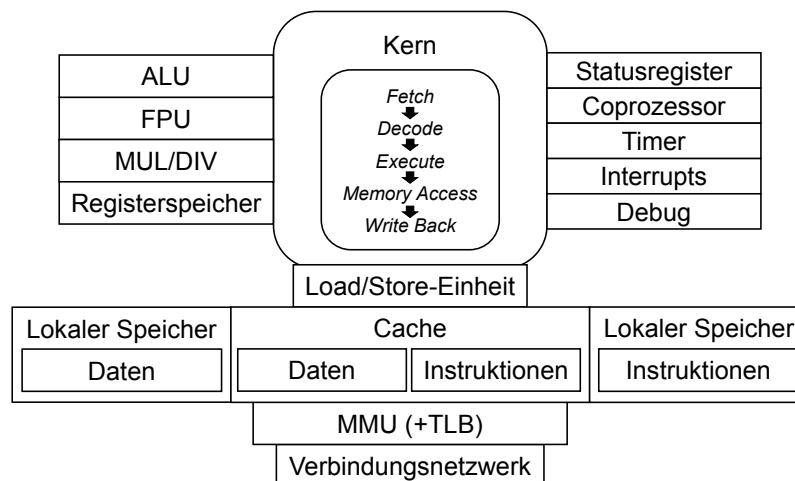 Kern
ALU
FPU
MUL/DIV
Registerspeicher
Fetch
Decode
Execute
Memory Access
Write Back
Statusregister
Coprozessor
Timer
Interrupts
Debug
Load/Store-Einheit
Lokaler Speicher
Daten
Cache
Daten
Instruktionen
Lokaler Speicher
Instruktionen
MMU (+TLB)
Verbindungsnetzwerk